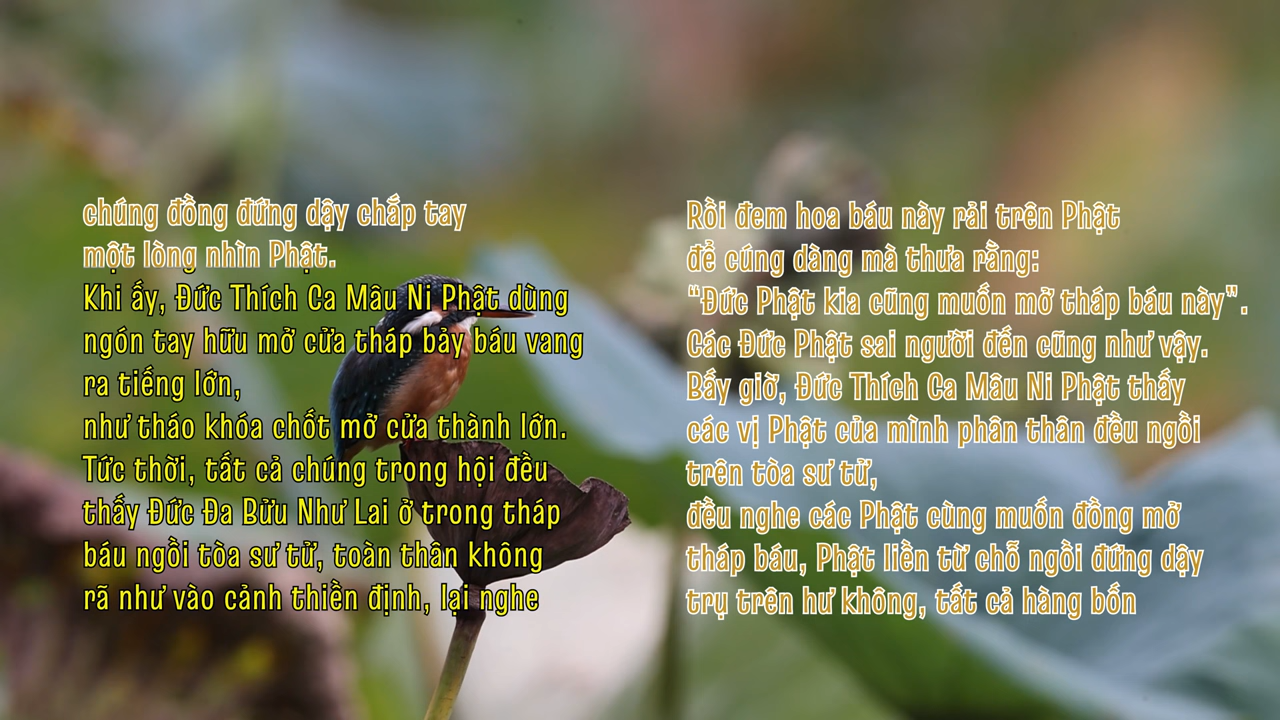 chúng đồng đứng dậy chắp tay
một lòng nhìn Phật.
Khi ấy, Đức Thích Ca Mâu Ni Phật dùng
ngón tay hữu mở cửa tháp bảy báu vang
ra tiếng lớn,
như tháo khóa chốt mở cửa thành lớn.
Tức thời, tất cả chúng trong hội đều
thấy Đức Đa Bửu Như Lai ở trong tháp
báu ngồi tòa sư tử, toàn thân không
rã như vào cảnh thiền định, lại nghe
Rồi đem hoa báu này rải trên Phật
để cúng dàng mà thưa rằng:
“Đức Phật kia cũng muốn mở tháp báu này”.
Các Đức Phật sai người đến cũng như vậy.
Bấy giờ, Đức Thích Ca Mâu Ni Phật thấy
các vị Phật của mình phân thân đều ngồi
trên tòa sư tử,
đều nghe các Phật cùng muốn đồng mở
tháp báu, Phật liền từ chỗ ngồi đứng dậy
trụ trên hư không, tất cả hàng bốn